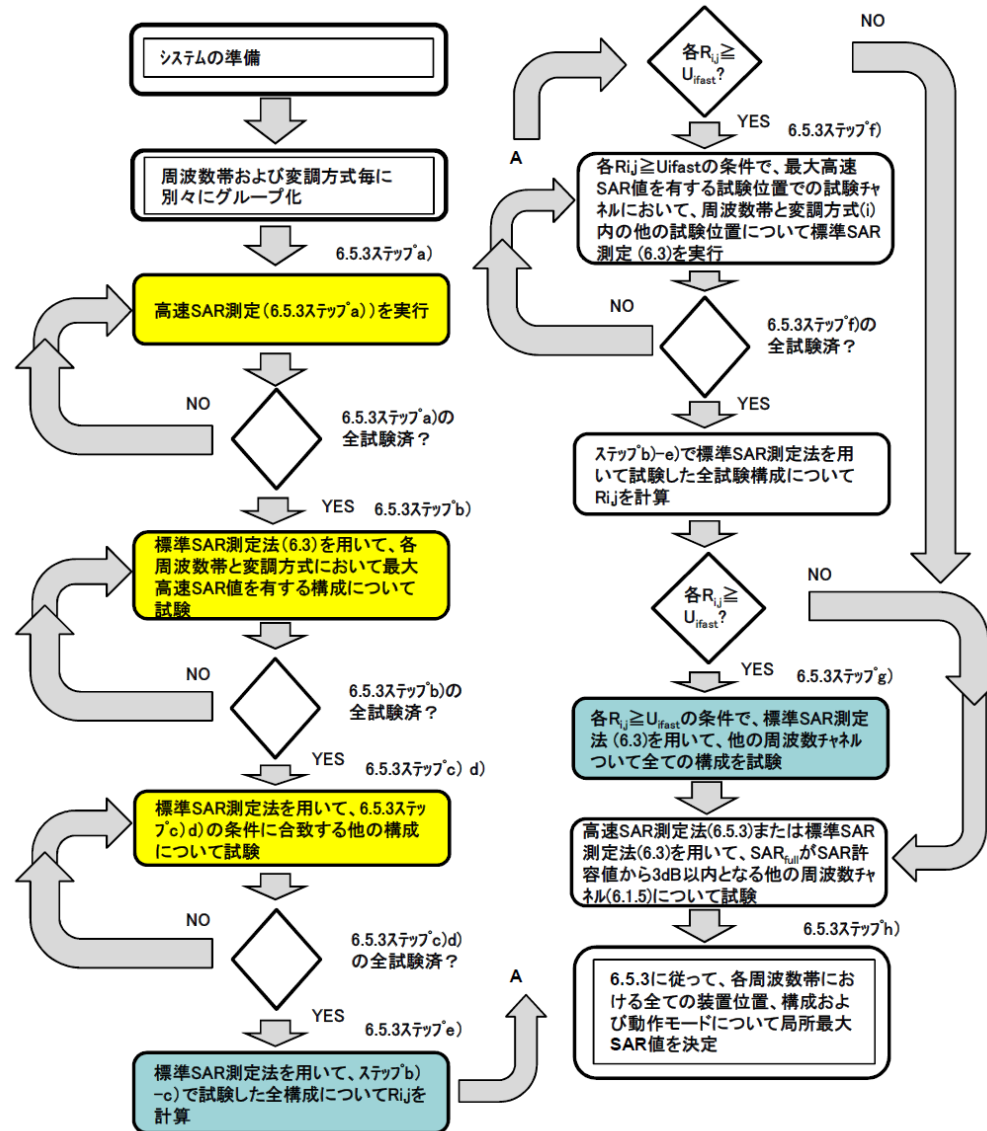 システムの準備
周波数帯および変調方式毎に
別々にグループ化
6.5.3ステップa)
高速SAR測定(6.5.3ステップa))を実行
NO
6.5.3ステップa)の
全試験済？
YES
6.5.3ステップb)
標準SAR測定法(6.3)を用いて、各
周波数帯と変調方式において最大
高速SAR値を有する構成について
試験
NO
6.5.3ステップb)の
全試験済？
YES
6.5.3ステップc) d)
標準SAR測定法を用いて、6.5.3ステッ
プc)d)の条件に合致する他の構成
について試験
NO
6.5.3ステップc)d)
の全試験済？
YES
6.5.3ステップe)
標準SAR測定法を用いて、ステップb)
-c)で試験した全構成についてRi,jを
計算
A
A
各Ri,j≧
Uifast?
NO
YES
6.5.3ステップf)
各Ri,j≧Uifastの条件で、最大高速
SAR値を有する試験位置での試験チャ
ネルにおいて、周波数帯と変調方式(i)
内の他の試験位置について標準SAR
測定 (6.3)を実行
NO
6.5.3ステップf)の
全試験済？
YES
ステップb)-e)で標準SAR測定法を用
いて試験した全試験構成について
Ri,jを計算
各Ri,j≧
Uifast?
NO
YES
6.5.3ステップg)
各Ri,j≧Uifastの条件で、標準SAR測定
法 (6.3)を用いて、他の周波数チャネル
ついて全ての構成を試験
高速SAR測定法(6.5.3)または標準SAR
測定法(6.3)を用いて、SARfullがSAR許
容値から3dB以内となる他の周波数チャ
ネル(6.1.5)について試験
6.5.3ステップh)
6.5.3に従って、各周波数帯にお
ける全ての装置位置、構成およ
び動作モードについて局所最大
SAR値を決定